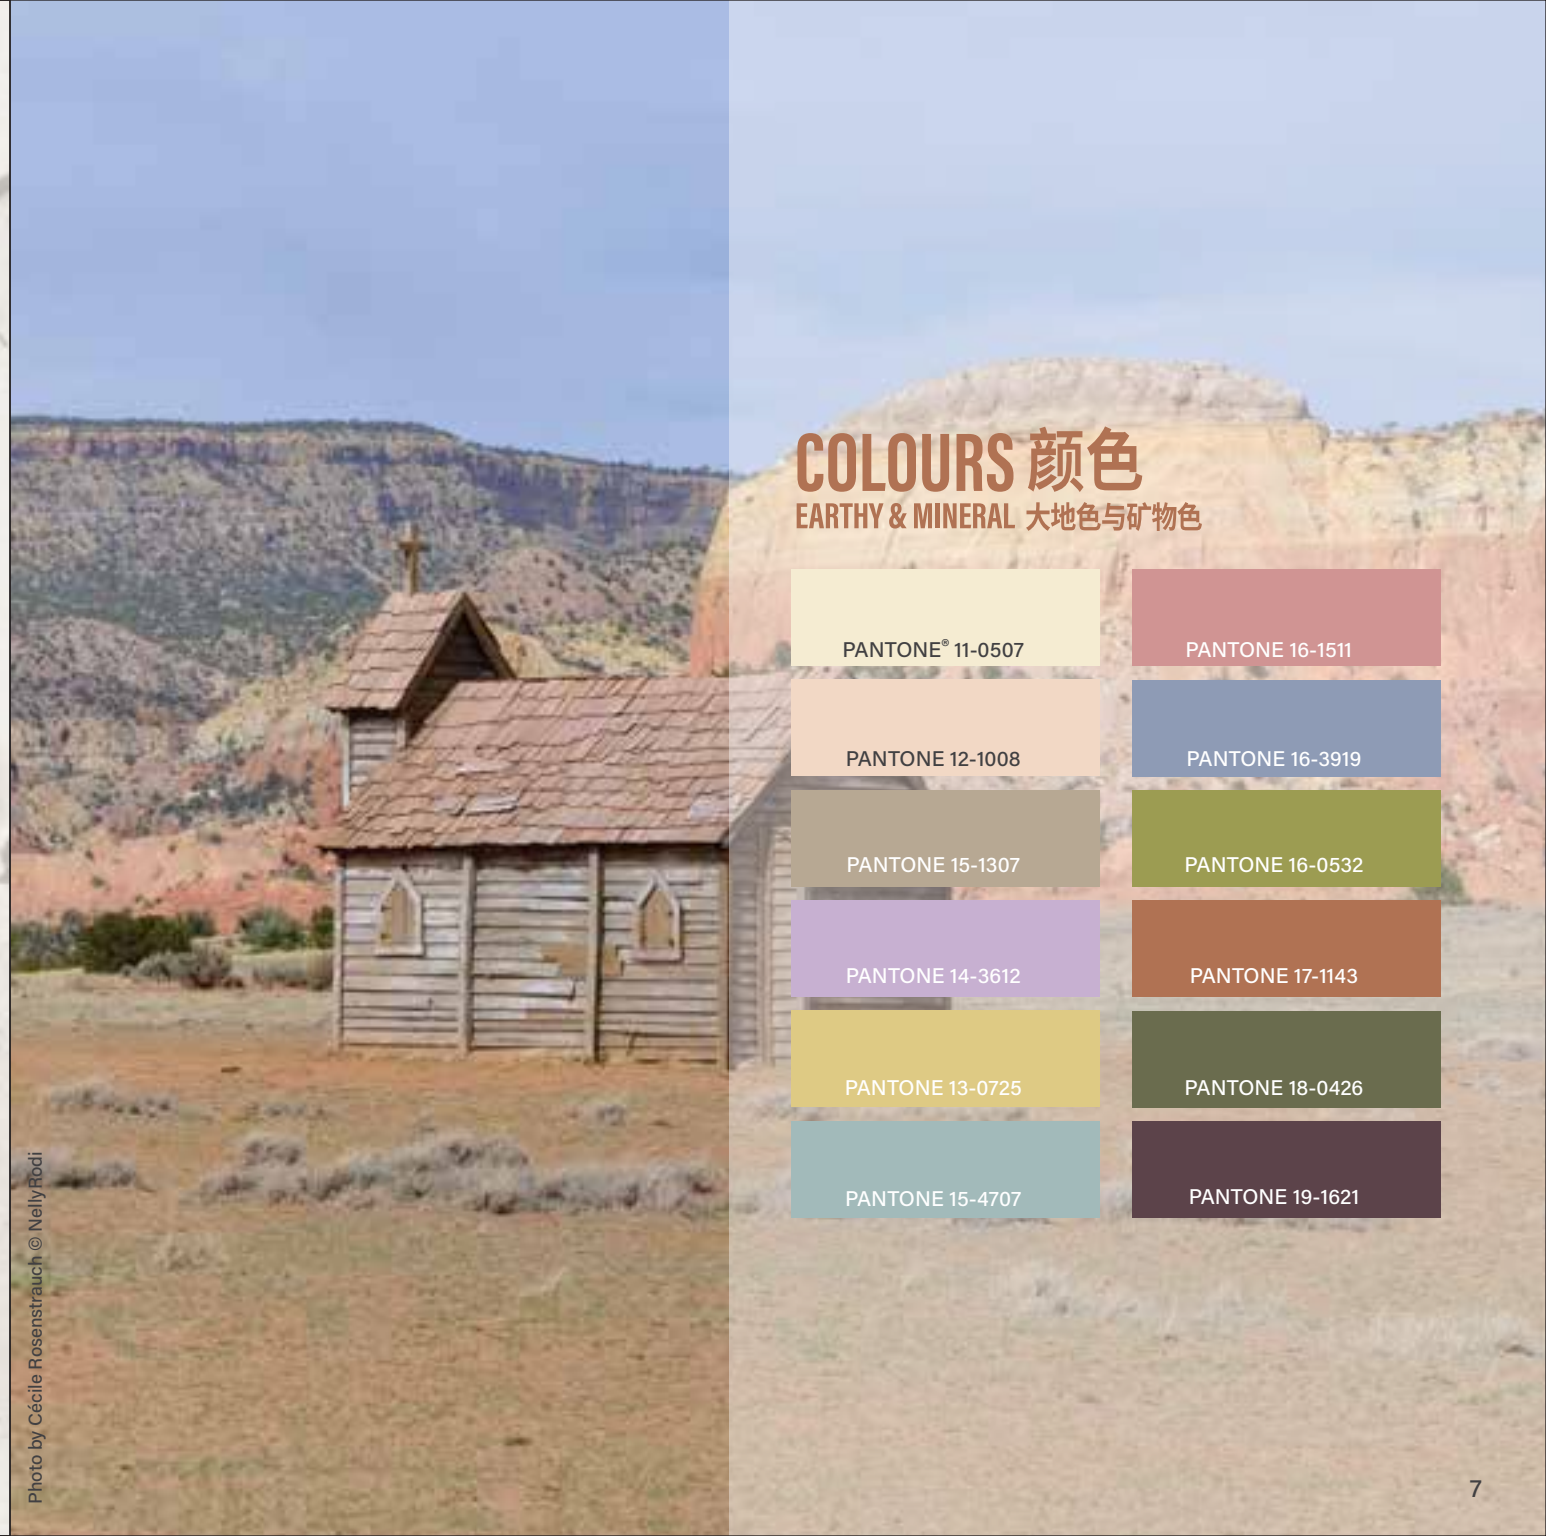 COLOURS 颜色
EARTHY & MINERAL 大地色与矿物色
PANTONE® 11-0507
PANTONE 16-1511
PANTONE 12-1008
PANTONE 16-3919
PANTONE 15-1307
PANTONE 16-0532
PANTONE 14-3612
PANTONE 17-1143
PANTONE 13-0725
PANTONE 18-0426
PANTONE 15-4707
PANTONE 19-1621
Photo by Cécile Rosenstrauch © NellyRodi
7